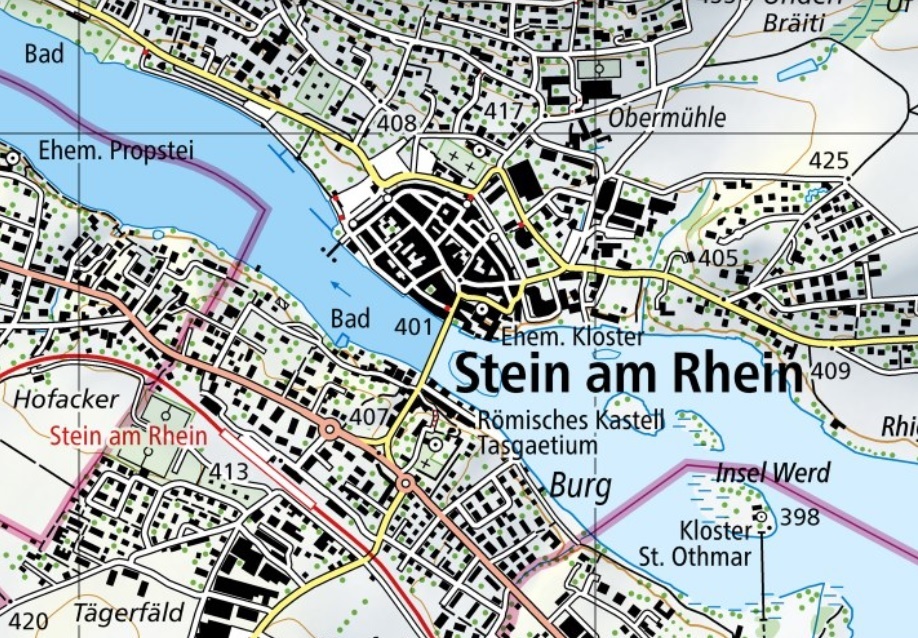 Bräiti
Bad
408
417
Obermühle
Ehem. Propstei
425
405
Bad
401
Ehem. Kloster
Stein am Rhein
409
Hofacker
407
Römisches Kastell
Tasgaetium
Stein am Rhein
413
Burg
Insel Werd
398
Kloster
St. Othmar
420
Tägerfäld